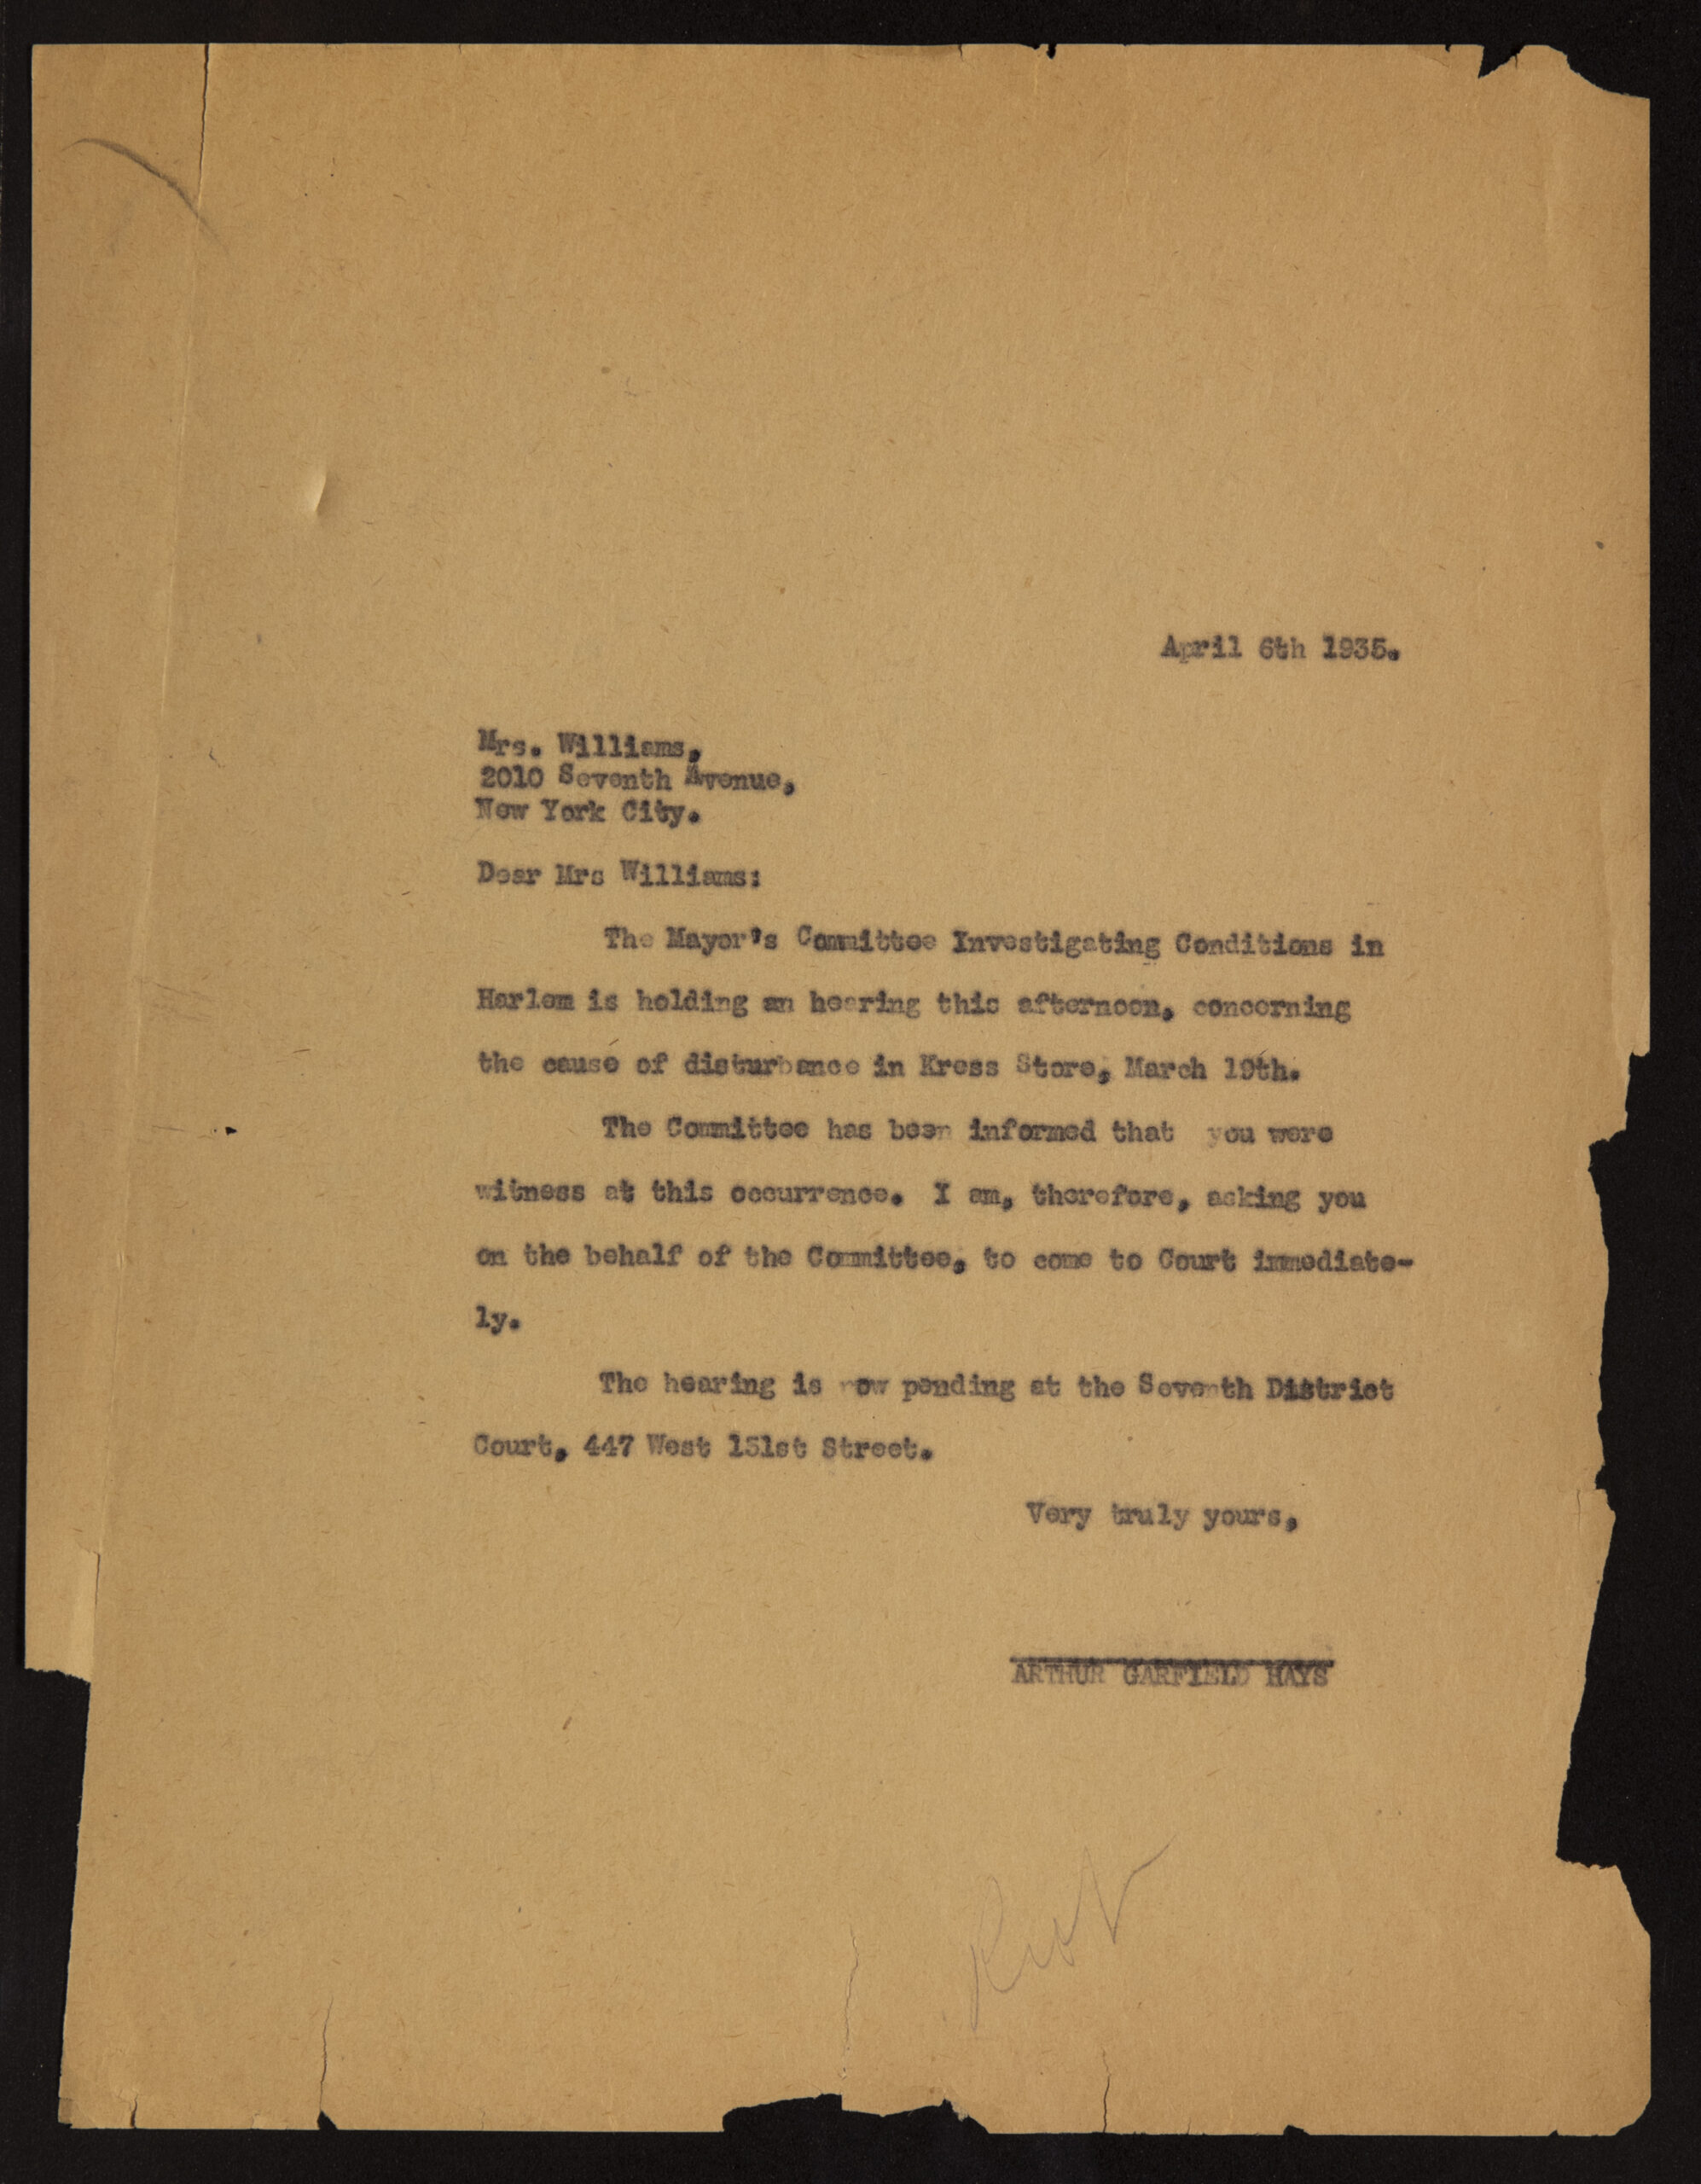 April 6th 1935.
Mrs. Williams,
2010 Seventh Avenue,
New York City.
Dear Mrs Williams:
The Mayor's Committee Investigating Conditions in
Harlem is holding an hearing this afternoon, concerning
the cause of disturbance in Kress Store, March 19th.
The Committee has been informed that you were
witness at this occurrence. I am, therefore, asking you
on the behalf of the Committee, to come to Court immediate-
ly.
The hearing is now pending at the Seventh District
Court, 447 West 151st Street.
Very truly yours,
ARTHUR GARFIELD HAYS
Riot